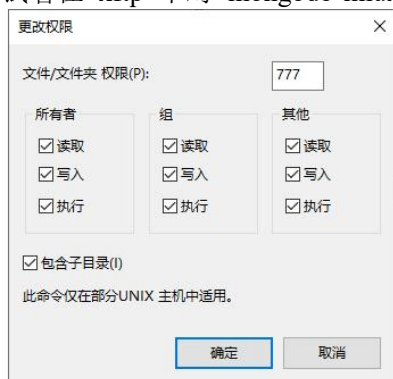 更改权限
文件/文件夹 权限(P):
777
所有者
组
其他
读取
读取
读取
写入
写入
写入
执行
执行
执行
包含子目录(I)
此命令仅在部分UNIX 主机中适用。
确定
取消